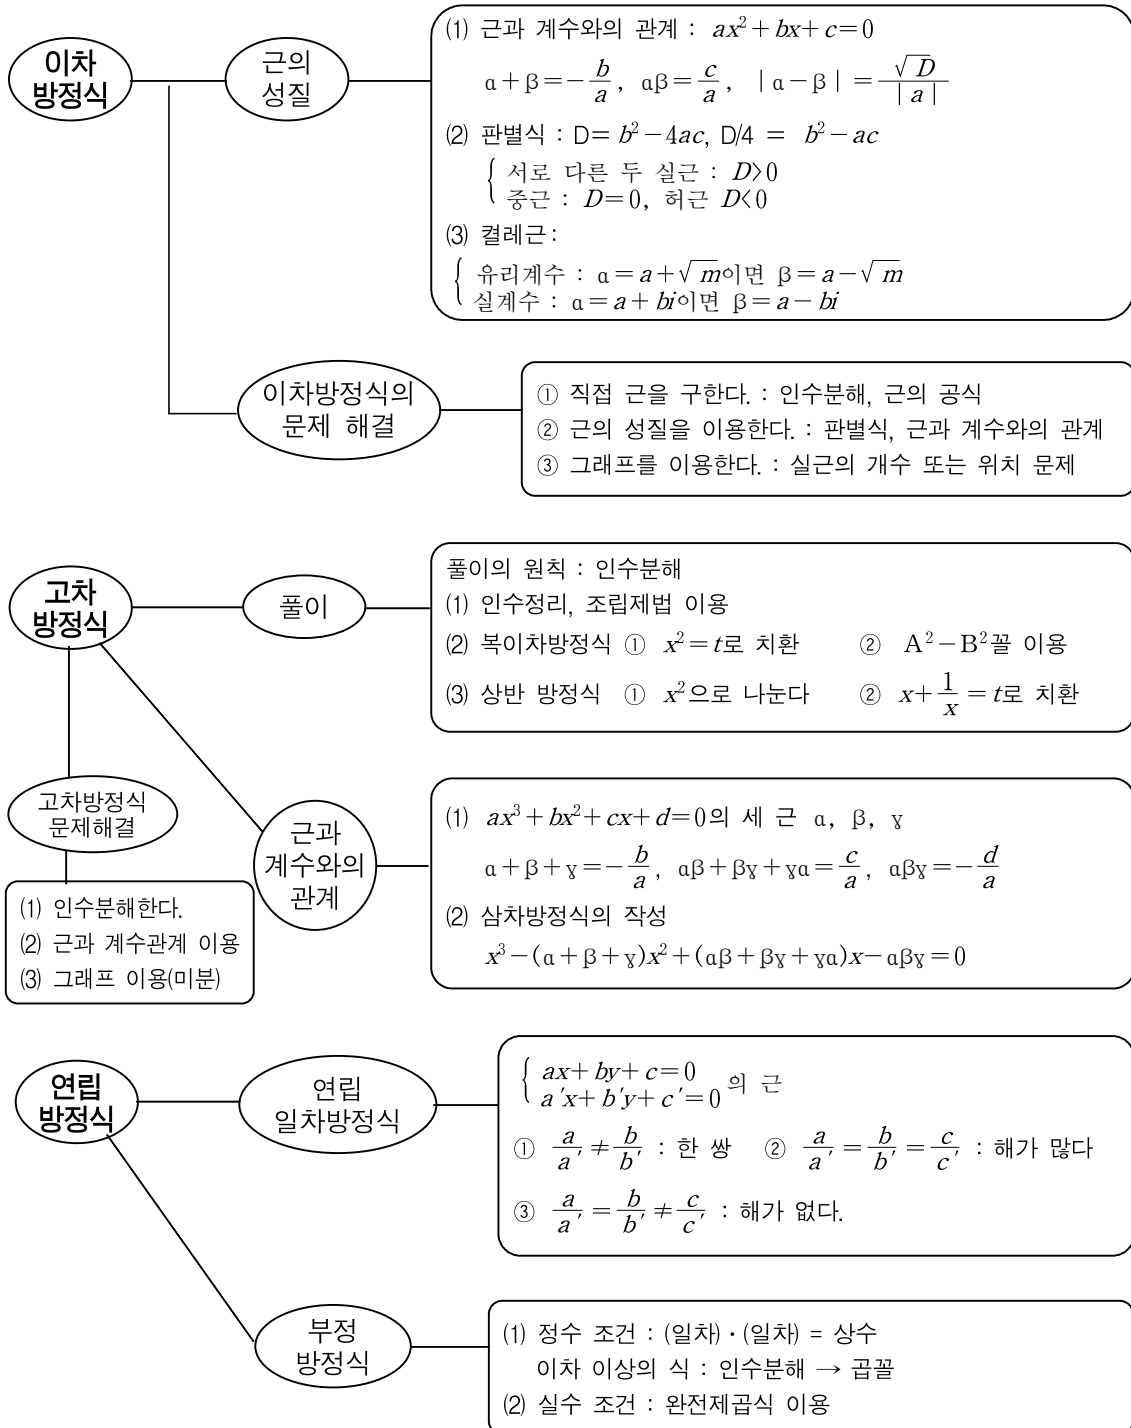 이차
방정식
근의
성질
(1) 근과 계수와의 관계 : ax²+bx+c=0
α+β=-b/a, αβ=c/a, |α-β|=√D/|a|
(2) 판별식 : D= b²-4ac, D/4 = b²-ac
서로 다른 두 실근 : D>0
중근 : D=0, 허근 D<0
(3) 켤레근:
유리계수 : α=a+√m이면 β=a-√m
실계수 : α=a+bi이면 β=a-bi
이차방정식의
문제 해결
① 직접 근을 구한다. : 인수분해, 근의 공식
② 근의 성질을 이용한다. : 판별식, 근과 계수와의 관계
③ 그래프를 이용한다. : 실근의 개수 또는 위치 문제
고차
방정식
풀이
풀이의 원칙 : 인수분해
(1) 인수정리, 조립제법 이용
(2) 복이차방정식 ① x²=t로 치환 ② A²-B²꼴 이용
(3) 상반 방정식 ① x²으로 나눈다 ② x+1/x=t로 치환
고차방정식
문제해결
(1) 인수분해한다.
(2) 근과 계수관계 이용
(3) 그래프 이용(미분)
근과
계수와의
관계
(1) ax³+bx²+cx+d=0의 세 근 α, β, γ
α+β+γ=-b/a, αβ+βγ+γα=c/a, αβγ=-d/a
(2) 삼차방정식의 작성
x³-(α+β+γ)x²+(αβ+βγ+γα)x-αβγ=0
연립
방정식
연립
일차방정식
ax+by+c=0
a'x+b'y+c'=0 의 근
① a/a'≠b/b' : 한 쌍 ② a/a'=b/b'=c/c' : 해가 많다
③ a/a'=b/b'≠c/c' : 해가 없다.
부정
방정식
(1) 정수 조건 : (일차)·(일차) = 상수
이차 이상의 식 : 인수분해 → 곱꼴
(2) 실수 조건 : 완전제곱식 이용